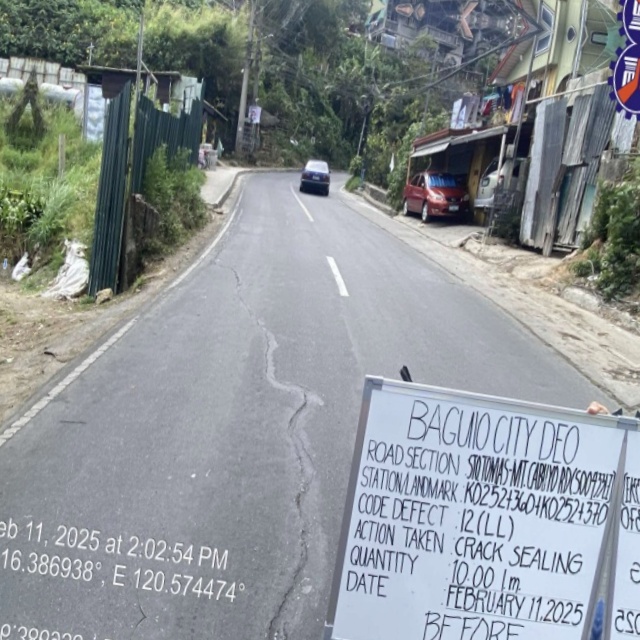 BAGUIO CITY DEO
ROAD SECTION
STATION/LANDMARK K0252+360-K0252+370
CODE DEFECT : 12 (LL)
ACTION TAKEN : CRACK SEALING
QUANTITY 10.00 l.m.
DATE FEBRUARY 11, 2025
BEFORE
eb 11, 2025 at 2:02:54 PM
16.386938°, E 120.574474°